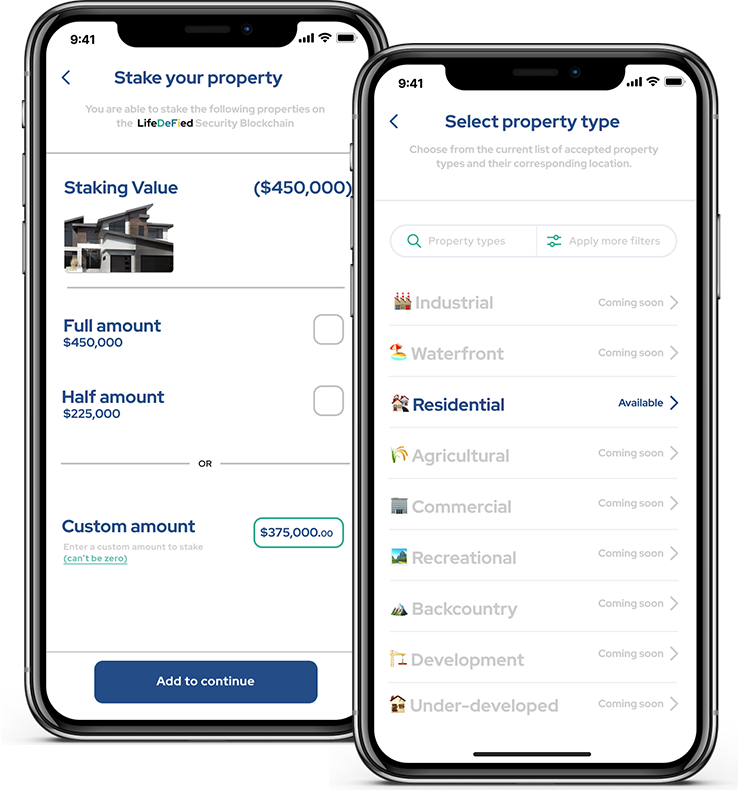 9:41
Stake your property
You are able to stake the following properties on
the LifeDeFied Security Blockchain
Staking Value ($450,000)
Full amount
$450,000
Half amount
$225,000
OR
Custom amount
$375,000.00
Enter a custom amount to stake
(can't be zero)
Add to continue
9:41
Select property type
Choose from the current list of accepted property
types and their corresponding location.
Property types Apply more filters
Industrial Coming soon
Waterfront Coming soon
Residential Available
Agricultural Coming soon
Commercial Coming soon
Recreational Coming soon
Backcountry Coming soon
Development Coming soon
Under-developed Coming soon